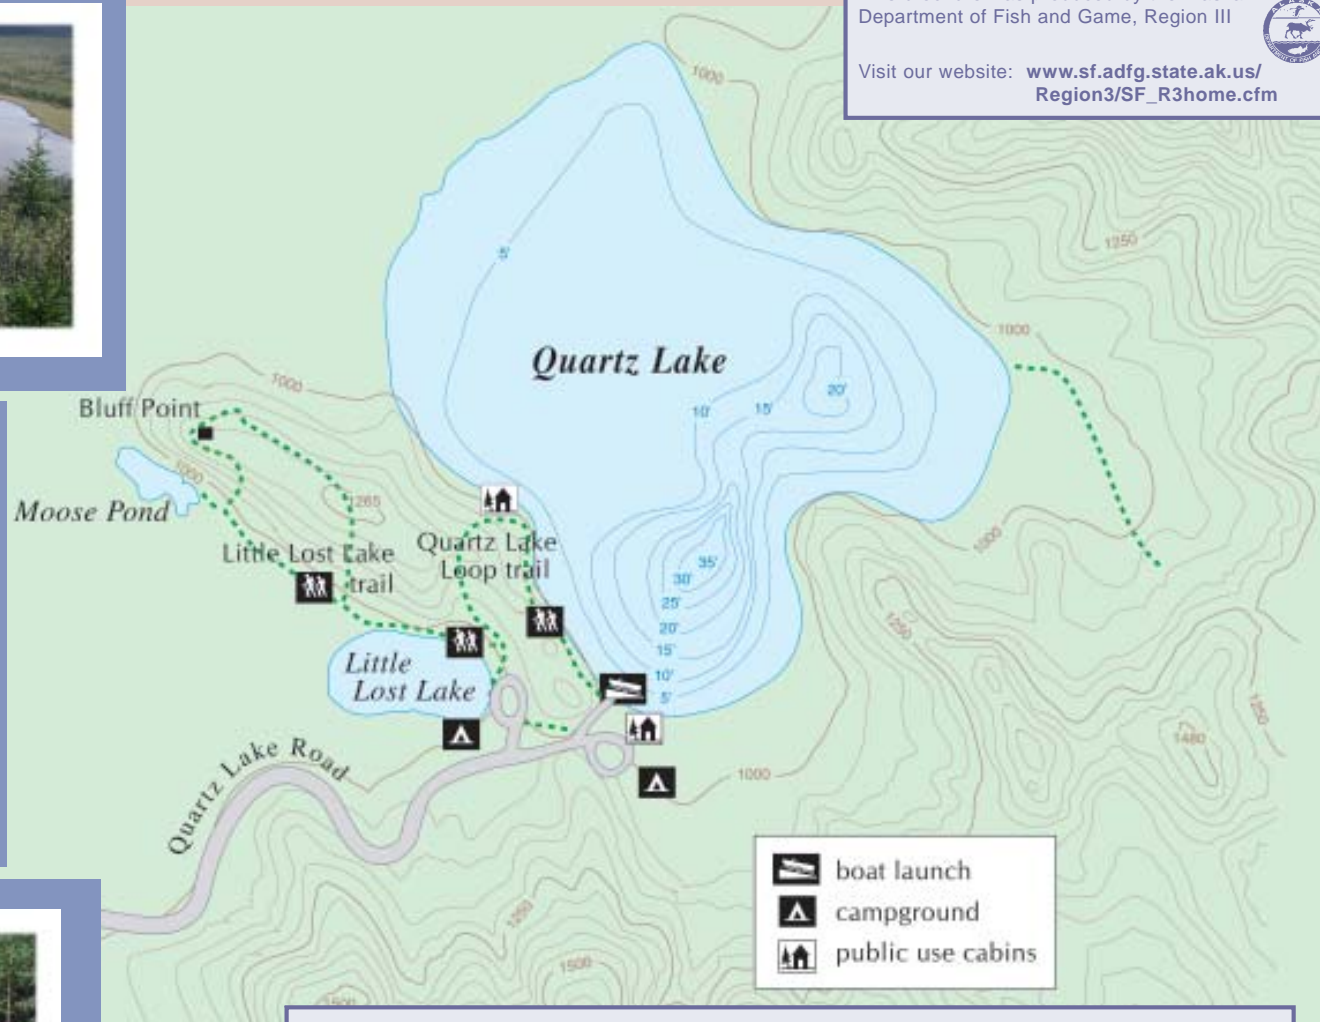 Department of Fish and Game, Region III
Visit our website: www.sf.adfg.state.ak.us/
Region3/SF_R3home.cfm
1000
1250
5'
1000
Quartz Lake
20'
10'
15'
1000
Bluff Point
1000
1265
Moose Pond
Little Lost Lake
trail
Quartz Lake
Loop trail
1000
35'
30'
25'
20'
15'
10'
5'
1250
Little
Lost Lake
1250
1480
Quartz Lake Road
1000
boat launch
campground
public use cabins
1250
1500
1500